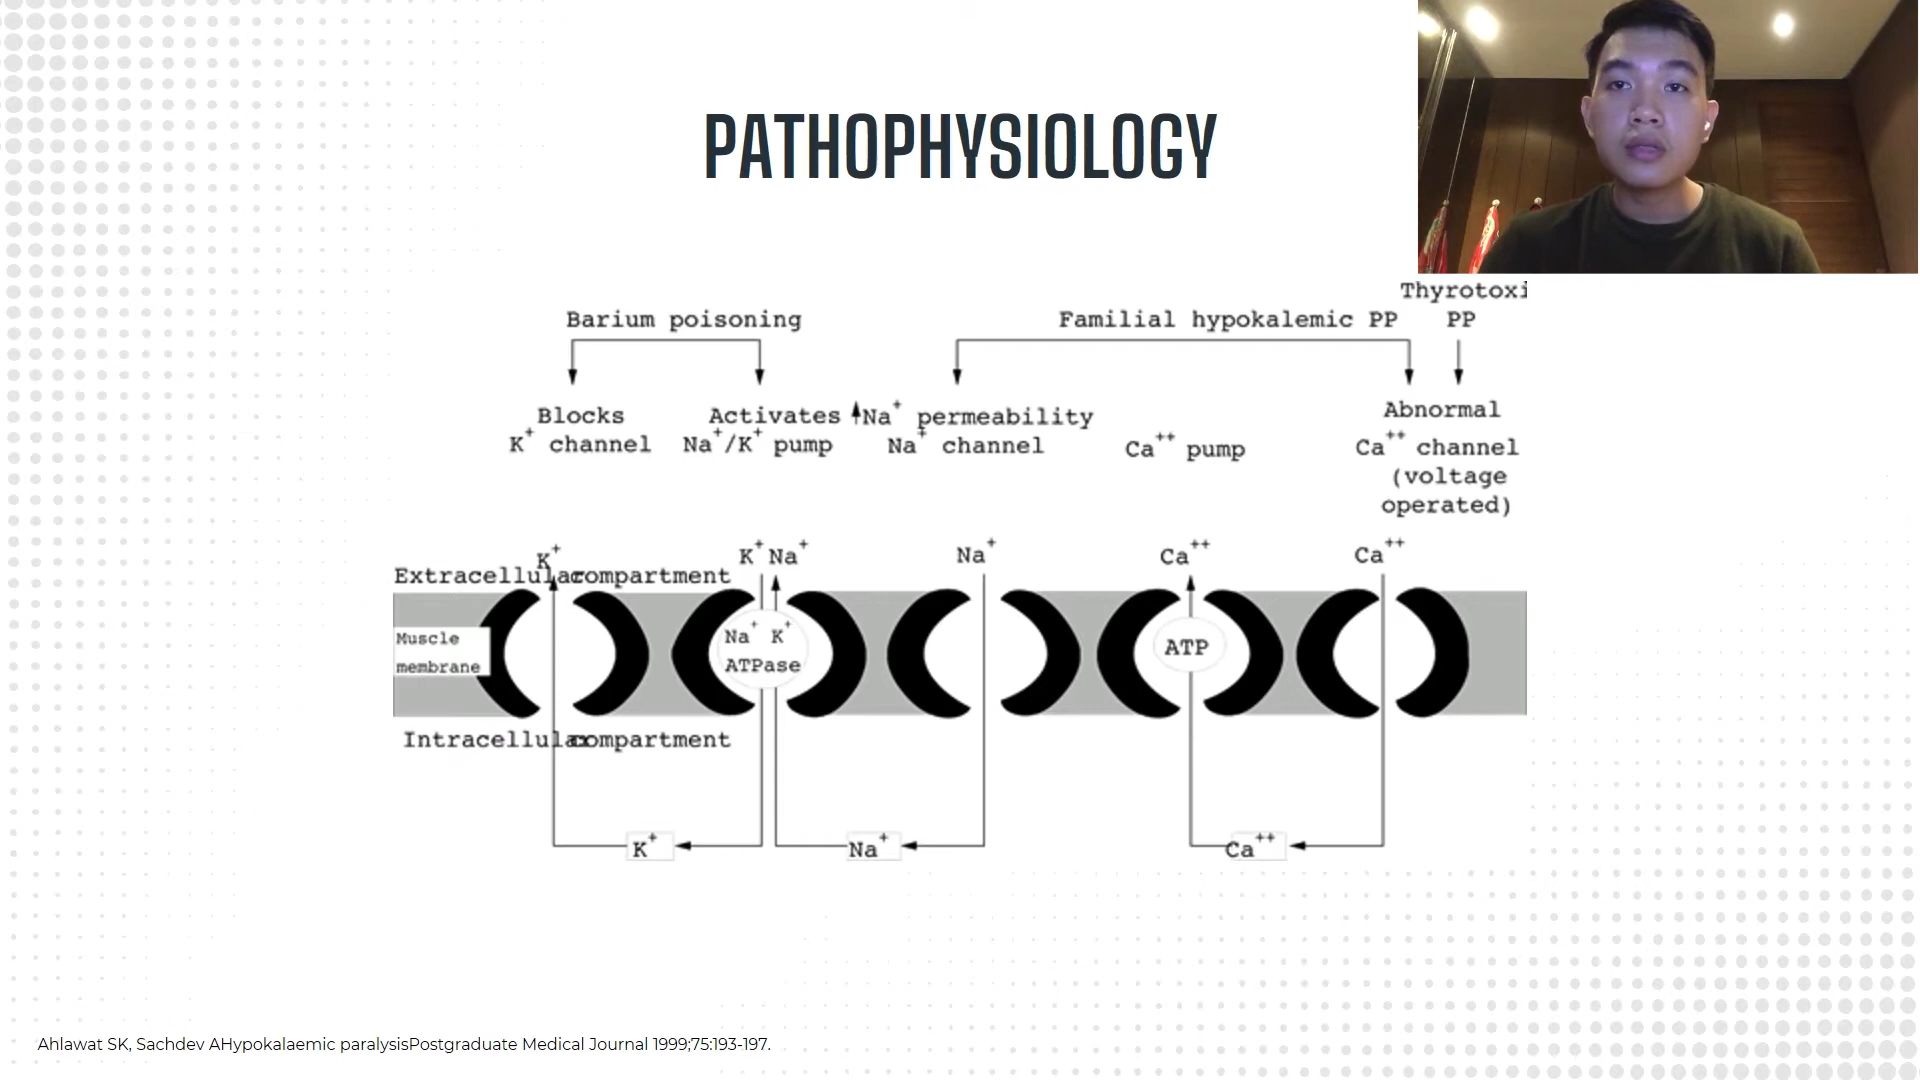 PATHOPHYSIOLOGY
Thyrotoxi
Barium poisoning
Familial hypokalemic PP
PP
Blocks
K+ channel
Activates
Na+/K+ pump
Na+ permeability
Na+ channel
Ca++ pump
Abnormal
Ca++ channel
(voltage
operated)
K+
K+ Na+
Na+
Ca++
Ca++
Extracellular compartment
Muscle
membrane
Na+ K+
ATPase
ATP
Intracellular compartment
K+
Na+
Ca++
Ahlawat SK, Sachdev AHypokalaemic paralysisPostgraduate Medical Journal 1999;75:193-197.